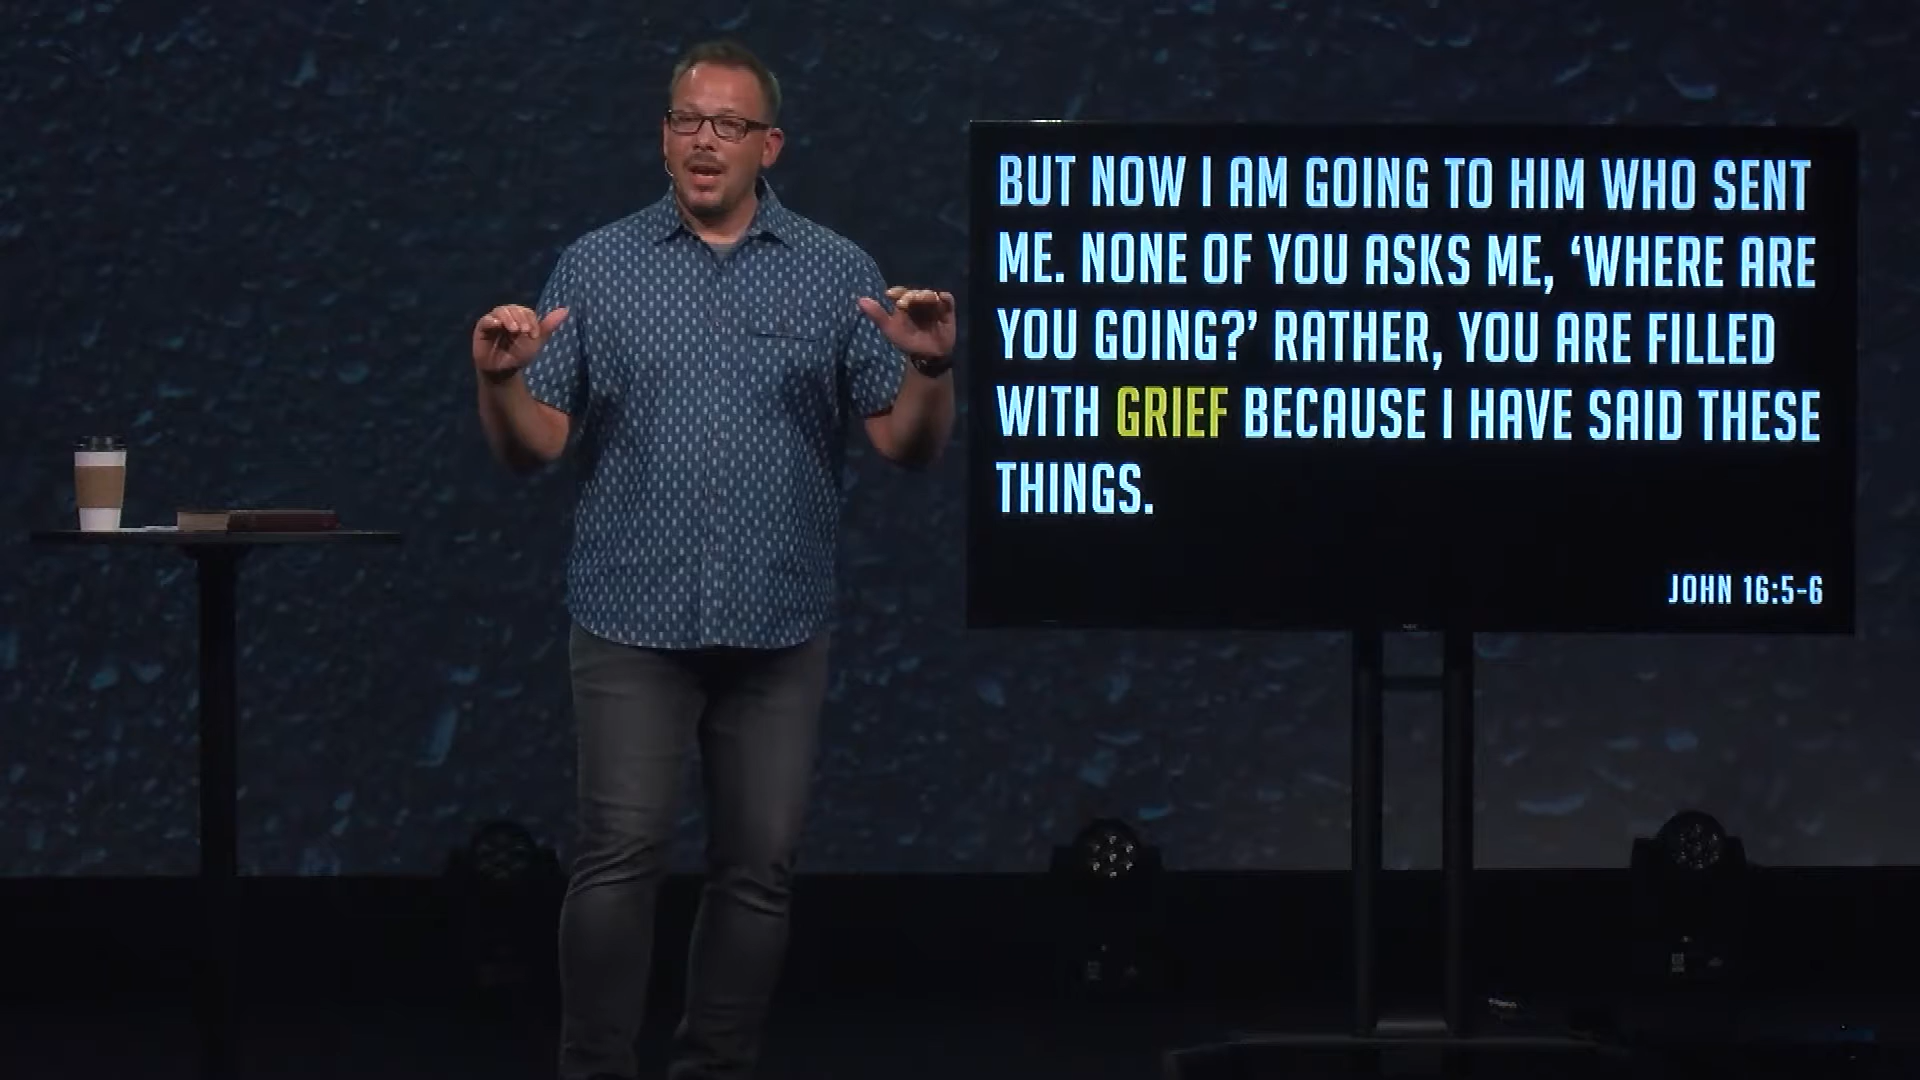 BUT NOW I AM GOING TO HIM WHO SENT
ME. NONE OF YOU ASKS ME, ‘WHERE ARE
YOU GOING?’ RATHER, YOU ARE FILLED
WITH GRIEF BECAUSE I HAVE SAID THESE
THINGS.
JOHN 16:5-6